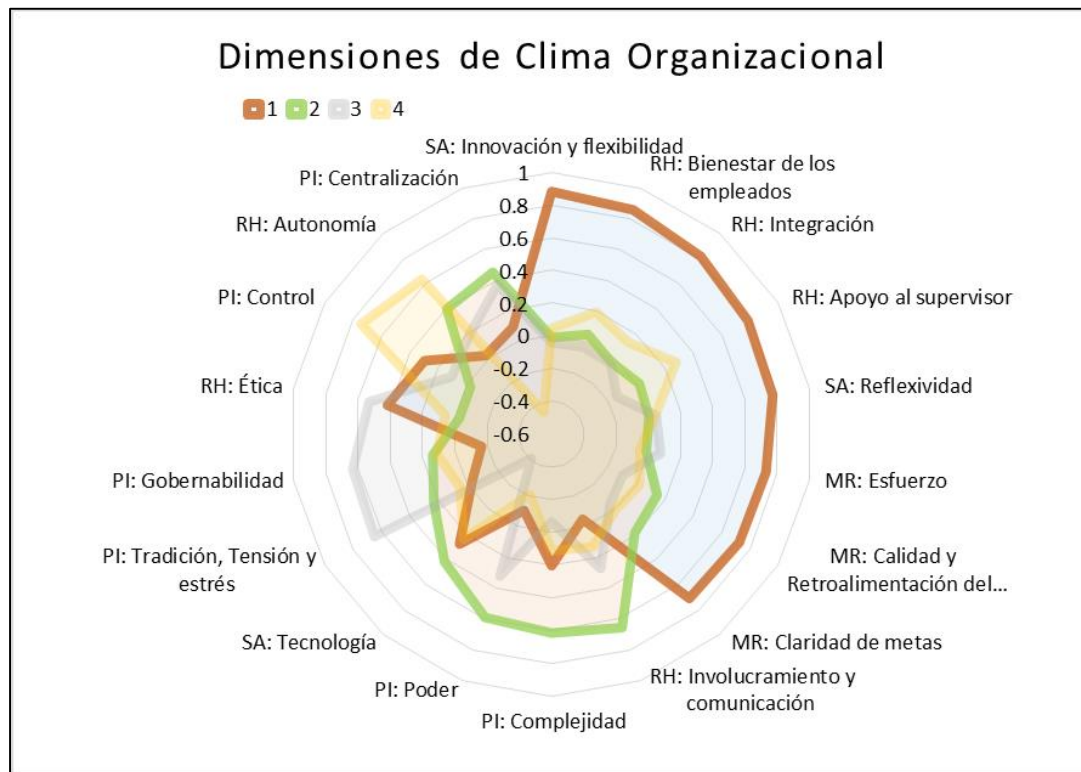 Dimensiones de Clima Organizacional
1 2 3 4
SA: Innovación y flexibilidad
RH: Bienestar de los
empleados
RH: Integración
RH: Apoyo al supervisor
SA: Reflexividad
MR: Esfuerzo
MR: Calidad y
Retroalimentación del...
MR: Claridad de metas
RH: Involucramiento y
comunicación
PI: Complejidad
PI: Poder
SA: Tecnología
PI: Tradición, Tensión y
estrés
PI: Gobernabilidad
RH: Ética
PI: Control
RH: Autonomía
PI: Centralización
1
0.8
0.6
0.4
0.2
0
-0.2
-0.4
-0.6